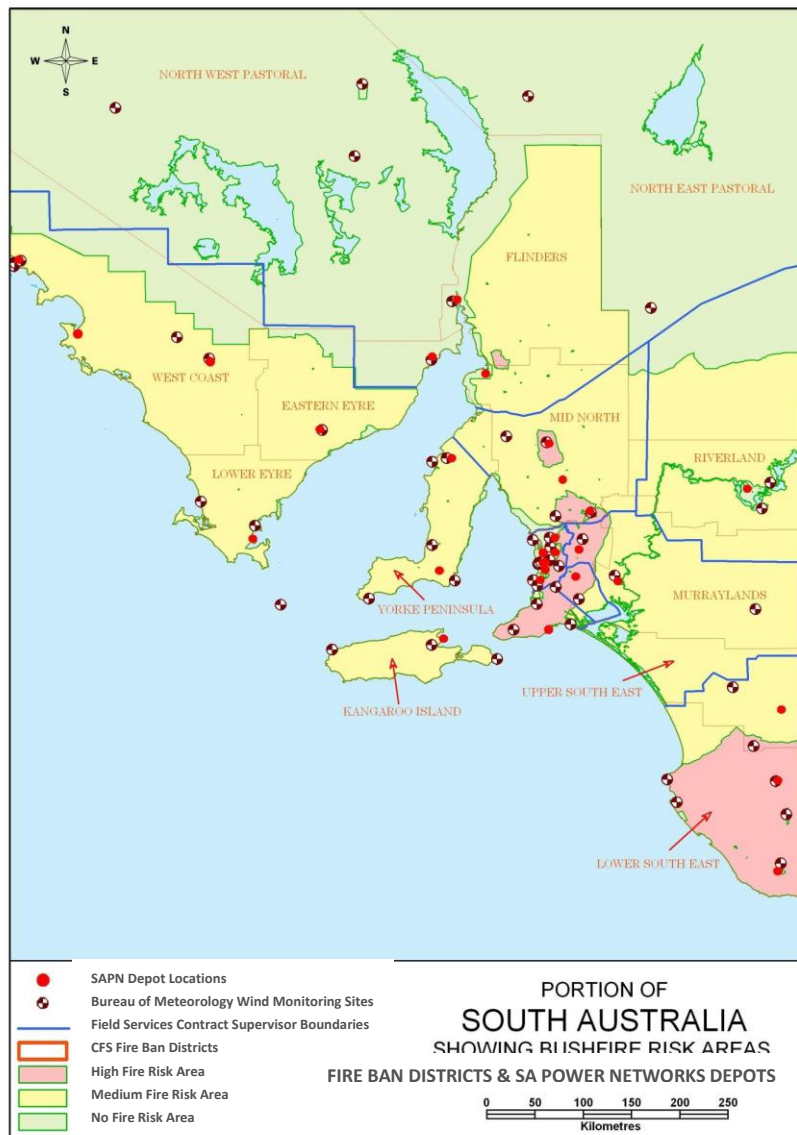 N
W E
S
NORTH WEST PASTORAL
NORTH EAST PASTORAL
FLINDERS
WEST COAST
EASTERN EYRE
MID NORTH
RIVERLAND
LOWER EYRE
MURRAYLANDS
YORKE PENINSULA
UPPER SOUTH EAST
KANGAROO ISLAND
LOWER SOUTH EAST
SAPN Depot Locations
Bureau of Meteorology Wind Monitoring Sites
Field Services Contract Supervisor Boundaries
CFS Fire Ban Districts
High Fire Risk Area
Medium Fire Risk Area
No Fire Risk Area
PORTION OF
SOUTH AUSTRALIA
SHOWING BUSHFIRE RISK AREAS
FIRE BAN DISTRICTS & SA POWER NETWORKS DEPOTS
0 50 100 150 200 250
Kilometres